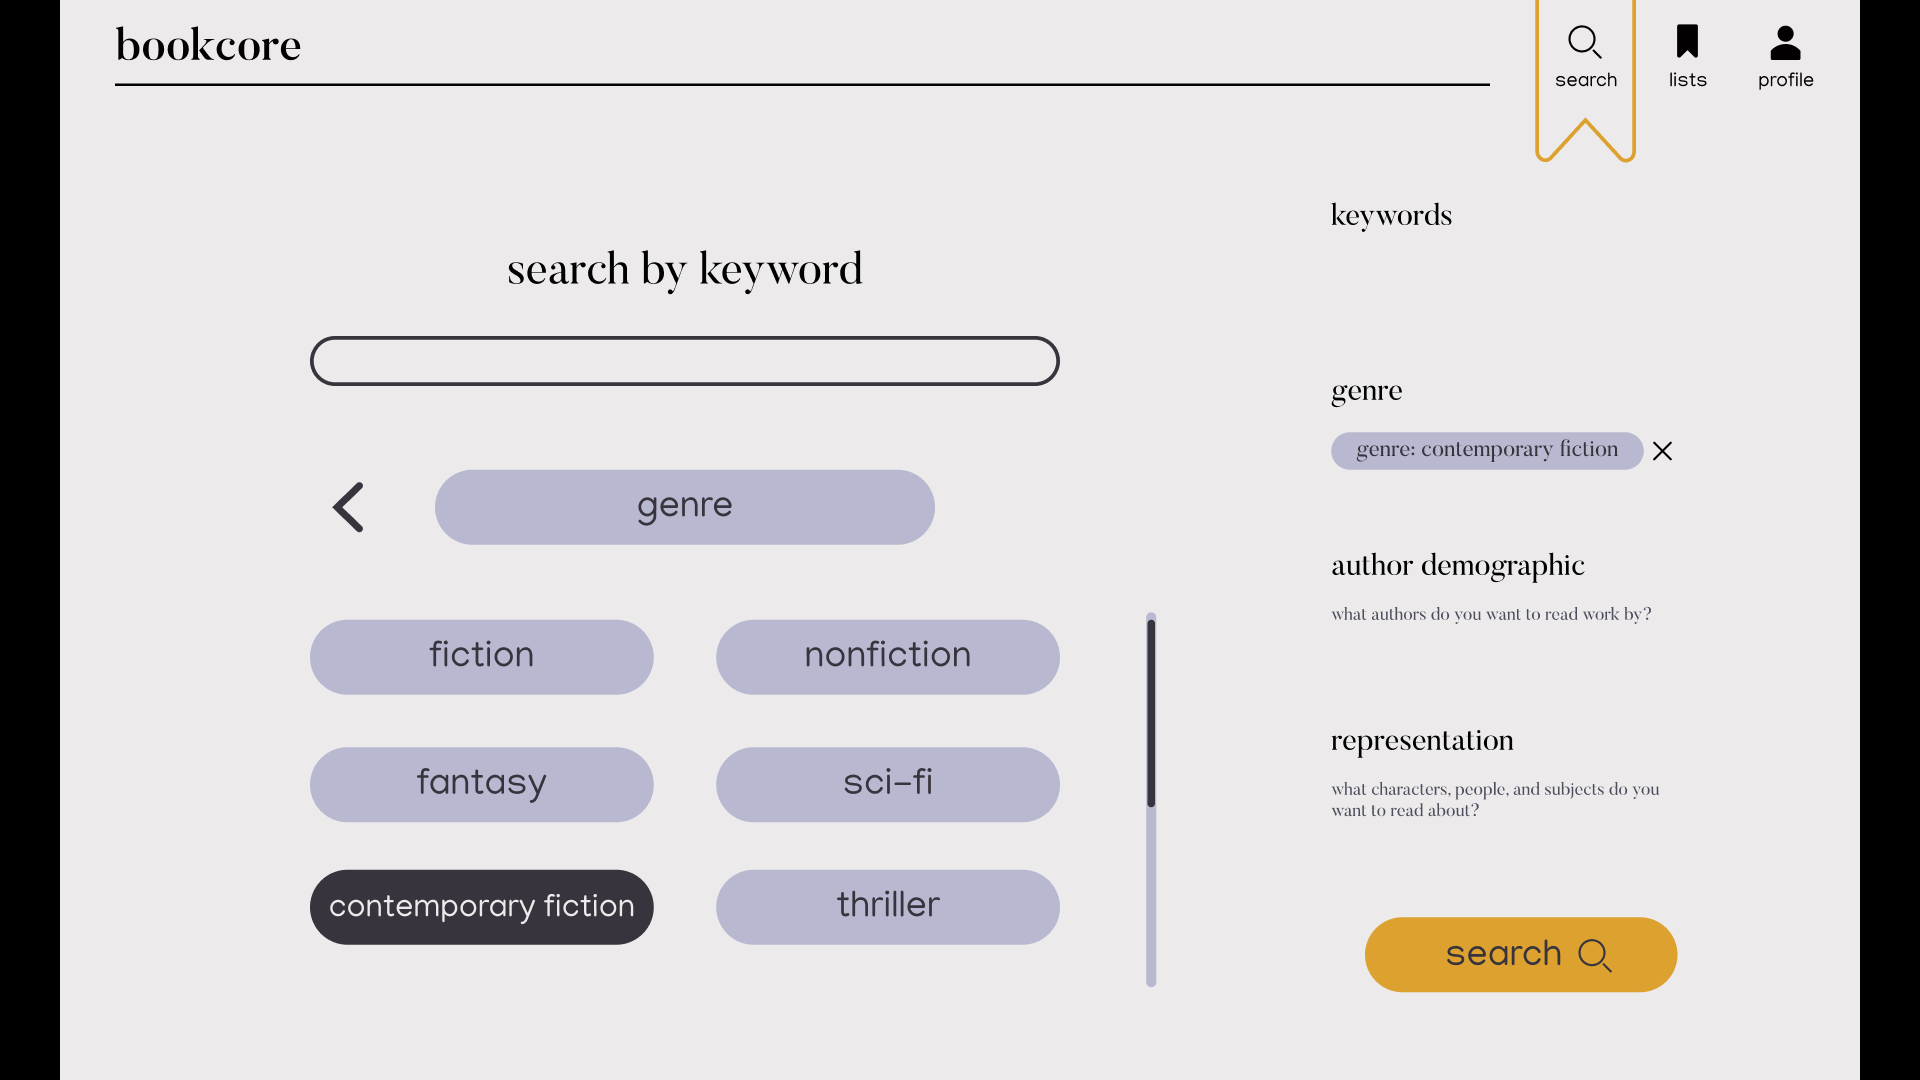 bookcore
search
lists
profile
search by keyword
genre
fiction
nonfiction
fantasy
sci-fi
contemporary fiction
thriller
keywords
genre
genre: contemporary fiction
author demographic
what authors do you want to read work by?
representation
what characters, people, and subjects do you
want to read about?
search